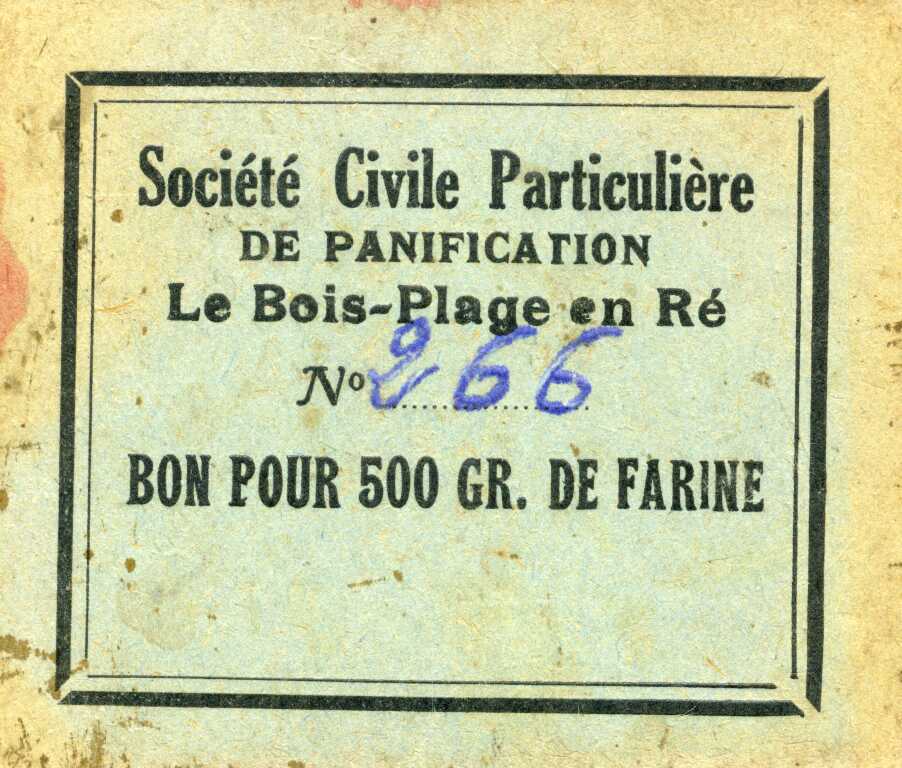 Société Civile Particulière
DE PANIFICATION
Le Bois-Plage en Ré
No 266
BON POUR 500 GR. DE FARINE